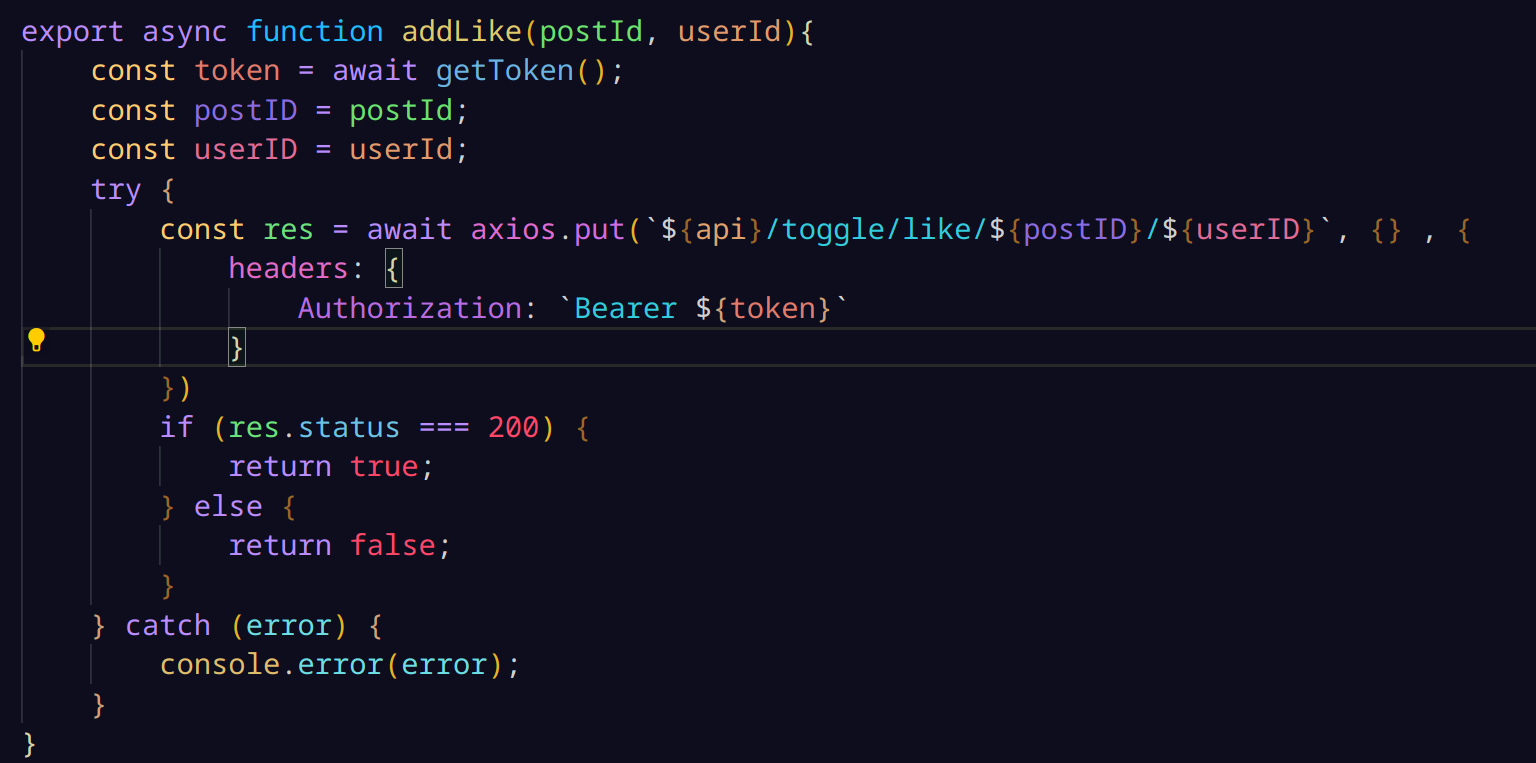 export async function addLike(postId, userId){
    const token = await getToken();
    const postID = postId;
    const userID = userId;
    try {
        const res = await axios.put(`${api}/toggle/like/${postID}/${userID}`, {} , {
            headers: {
                Authorization: `Bearer ${token}`
            }
        })
        if (res.status === 200) {
            return true;
        } else {
            return false;
        }
    } catch (error) {
        console.error(error);
    }
}